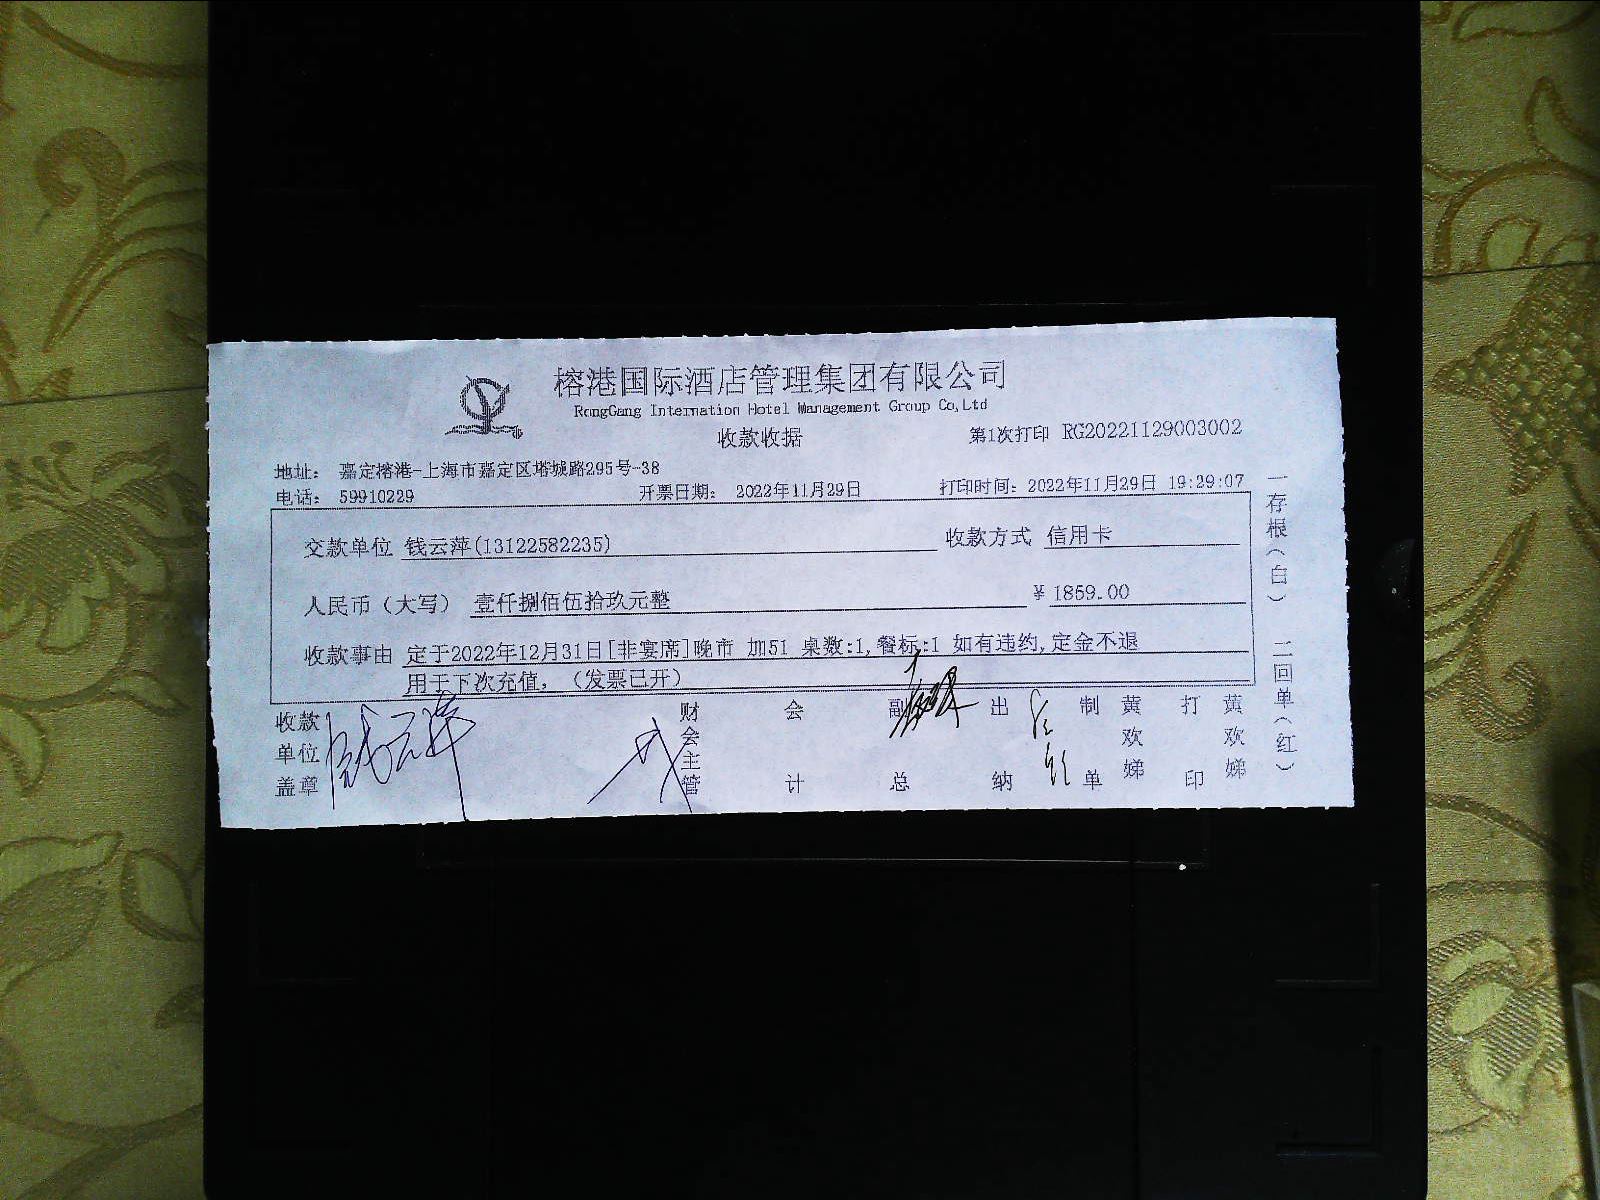 榕港国际酒店管理集团有限公司
RongGang Internation Hotel Management Group Co,Ltd
收款收据
第1次打印 RG20221129003002
地址： 嘉定榕港-上海市嘉定区塔城路295号-38
电话： 59910229 开票日期： 2022年11月29日 打印时间：2022年11月29日 19:29:07
交款单位 钱云萍(13122582235) 收款方式 信用卡
人民币（大写） 壹仟捌佰伍拾玖元整 ¥ 1859.00
收款事由 定于2022年12月31日[非宴席]晚市 加51 桌数:1,餐标:1 如有违约,定金不退
用于下次充值，（发票已开）
收款单位盖章 钱云萍
财会主管
会计
副总
出纳
制单 黄欢娣
打印 黄欢娣
一存根（白） 二回单（红）